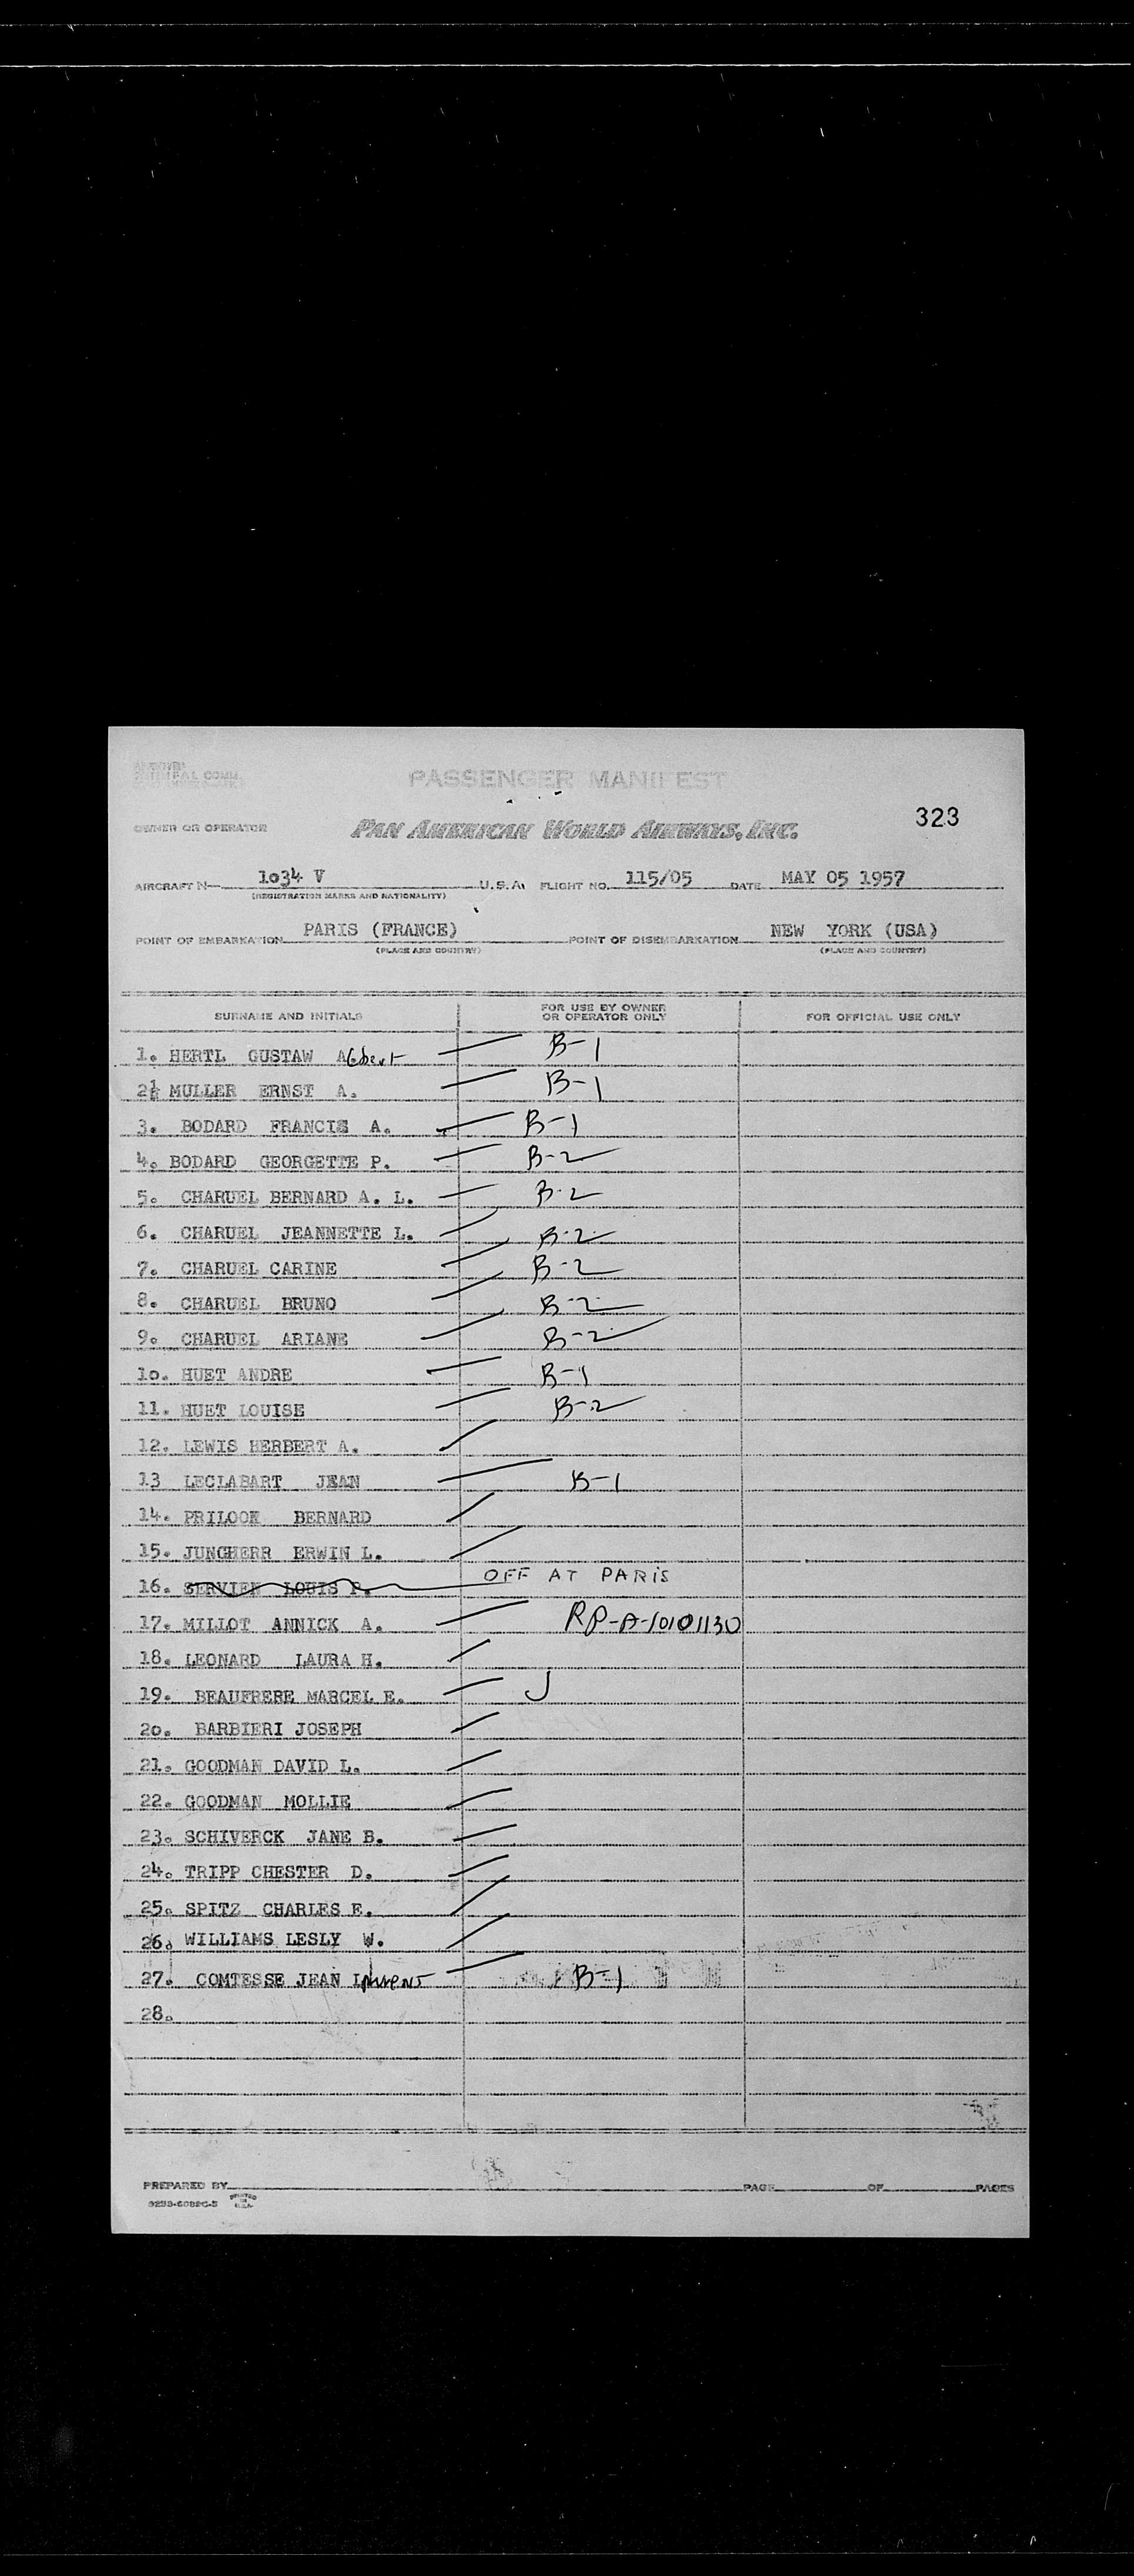 PASSENGER MANIFEST
323
OWNER OR OPERATOR PAN AMERICAN WORLD AIRWAYS, INC.
AIRCRAFT N— 1o34 V U.S.A. FLIGHT NO. 115/05 DATE MAY 05 1957
(REGISTRATION MARKS AND NATIONALITY)
POINT OF EMBARKATION PARIS (FRANCE) POINT OF DISEMBARKATION NEW YORK (USA)
(PLACE AND COUNTRY) (PLACE AND COUNTRY)
SURNAME AND INITIALS FOR USE BY OWNER OR OPERATOR ONLY FOR OFFICIAL USE ONLY
1. HERTL GUSTAW Albert B-1
2. MULLER ERNST A. B-1
3. BODARD FRANCIS A. B-1
4. BODARD GEORGETTE P. B-2
5. CHARUEL BERNARD A. L. B-2
6. CHARUEL JEANNETTE L. B-2
7. CHARUEL CARINE B-2
8. CHARUEL BRUNO B-2
9. CHARUEL ARIANE B-2
1o. HUET ANDRE B-1
11. HUET LOUISE B-2
12. LEWIS HERBERT A.
13 LECLABART JEAN B-1
14. PRILOOK BERNARD
15. JUNGHERR ERWIN L.
16. SERVIEN LOUIS P. OFF AT PARIS
17. MILLOT ANNICK A. RP-A-10101130
18. LEONARD LAURA H.
19. BEAUFRERE MARCEL E. J
2o. BARBIERI JOSEPH
21. GOODMAN DAVID L.
22. GOODMAN MOLLIE
23. SCHIVERCK JANE B.
24. TRIPP CHESTER D.
25. SPITZ CHARLES E.
26. WILLIAMS LESLY W.
27. COMTESSE JEAN Laurent B-1
28.
PREPARED BY PAGE OF PAGES
PRINTED IN U.S.A.